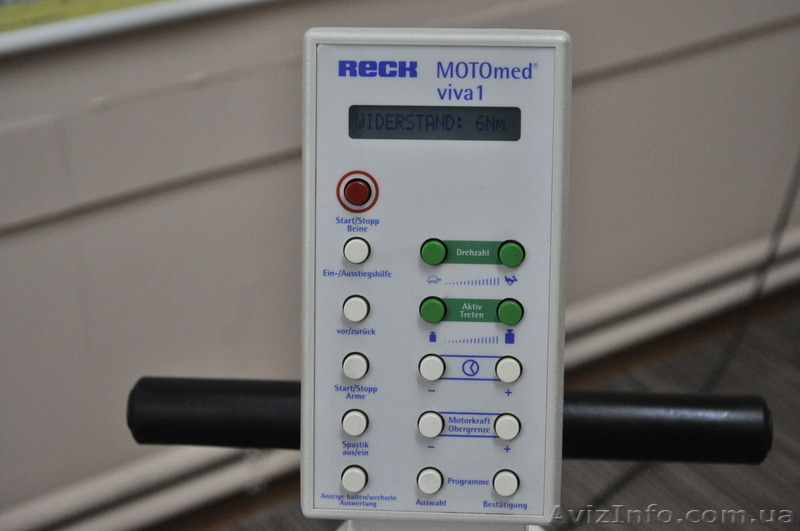 RECK MOTOmed®
viva1
WIDERSTAND: 6Nm
Start/Stopp
Beine
Ein-/Ausstiegshilfe
Drehzahl
vor/zurück
Aktiv
Treten
Start/Stopp
Arme
- +
Spastik
aus/ein
Motorkraft
Obergrenze
- +
Anzeige halten/wechseln
Auswertung
Programme
Auswahl
Bestätigung
AvizInfo.com.ua